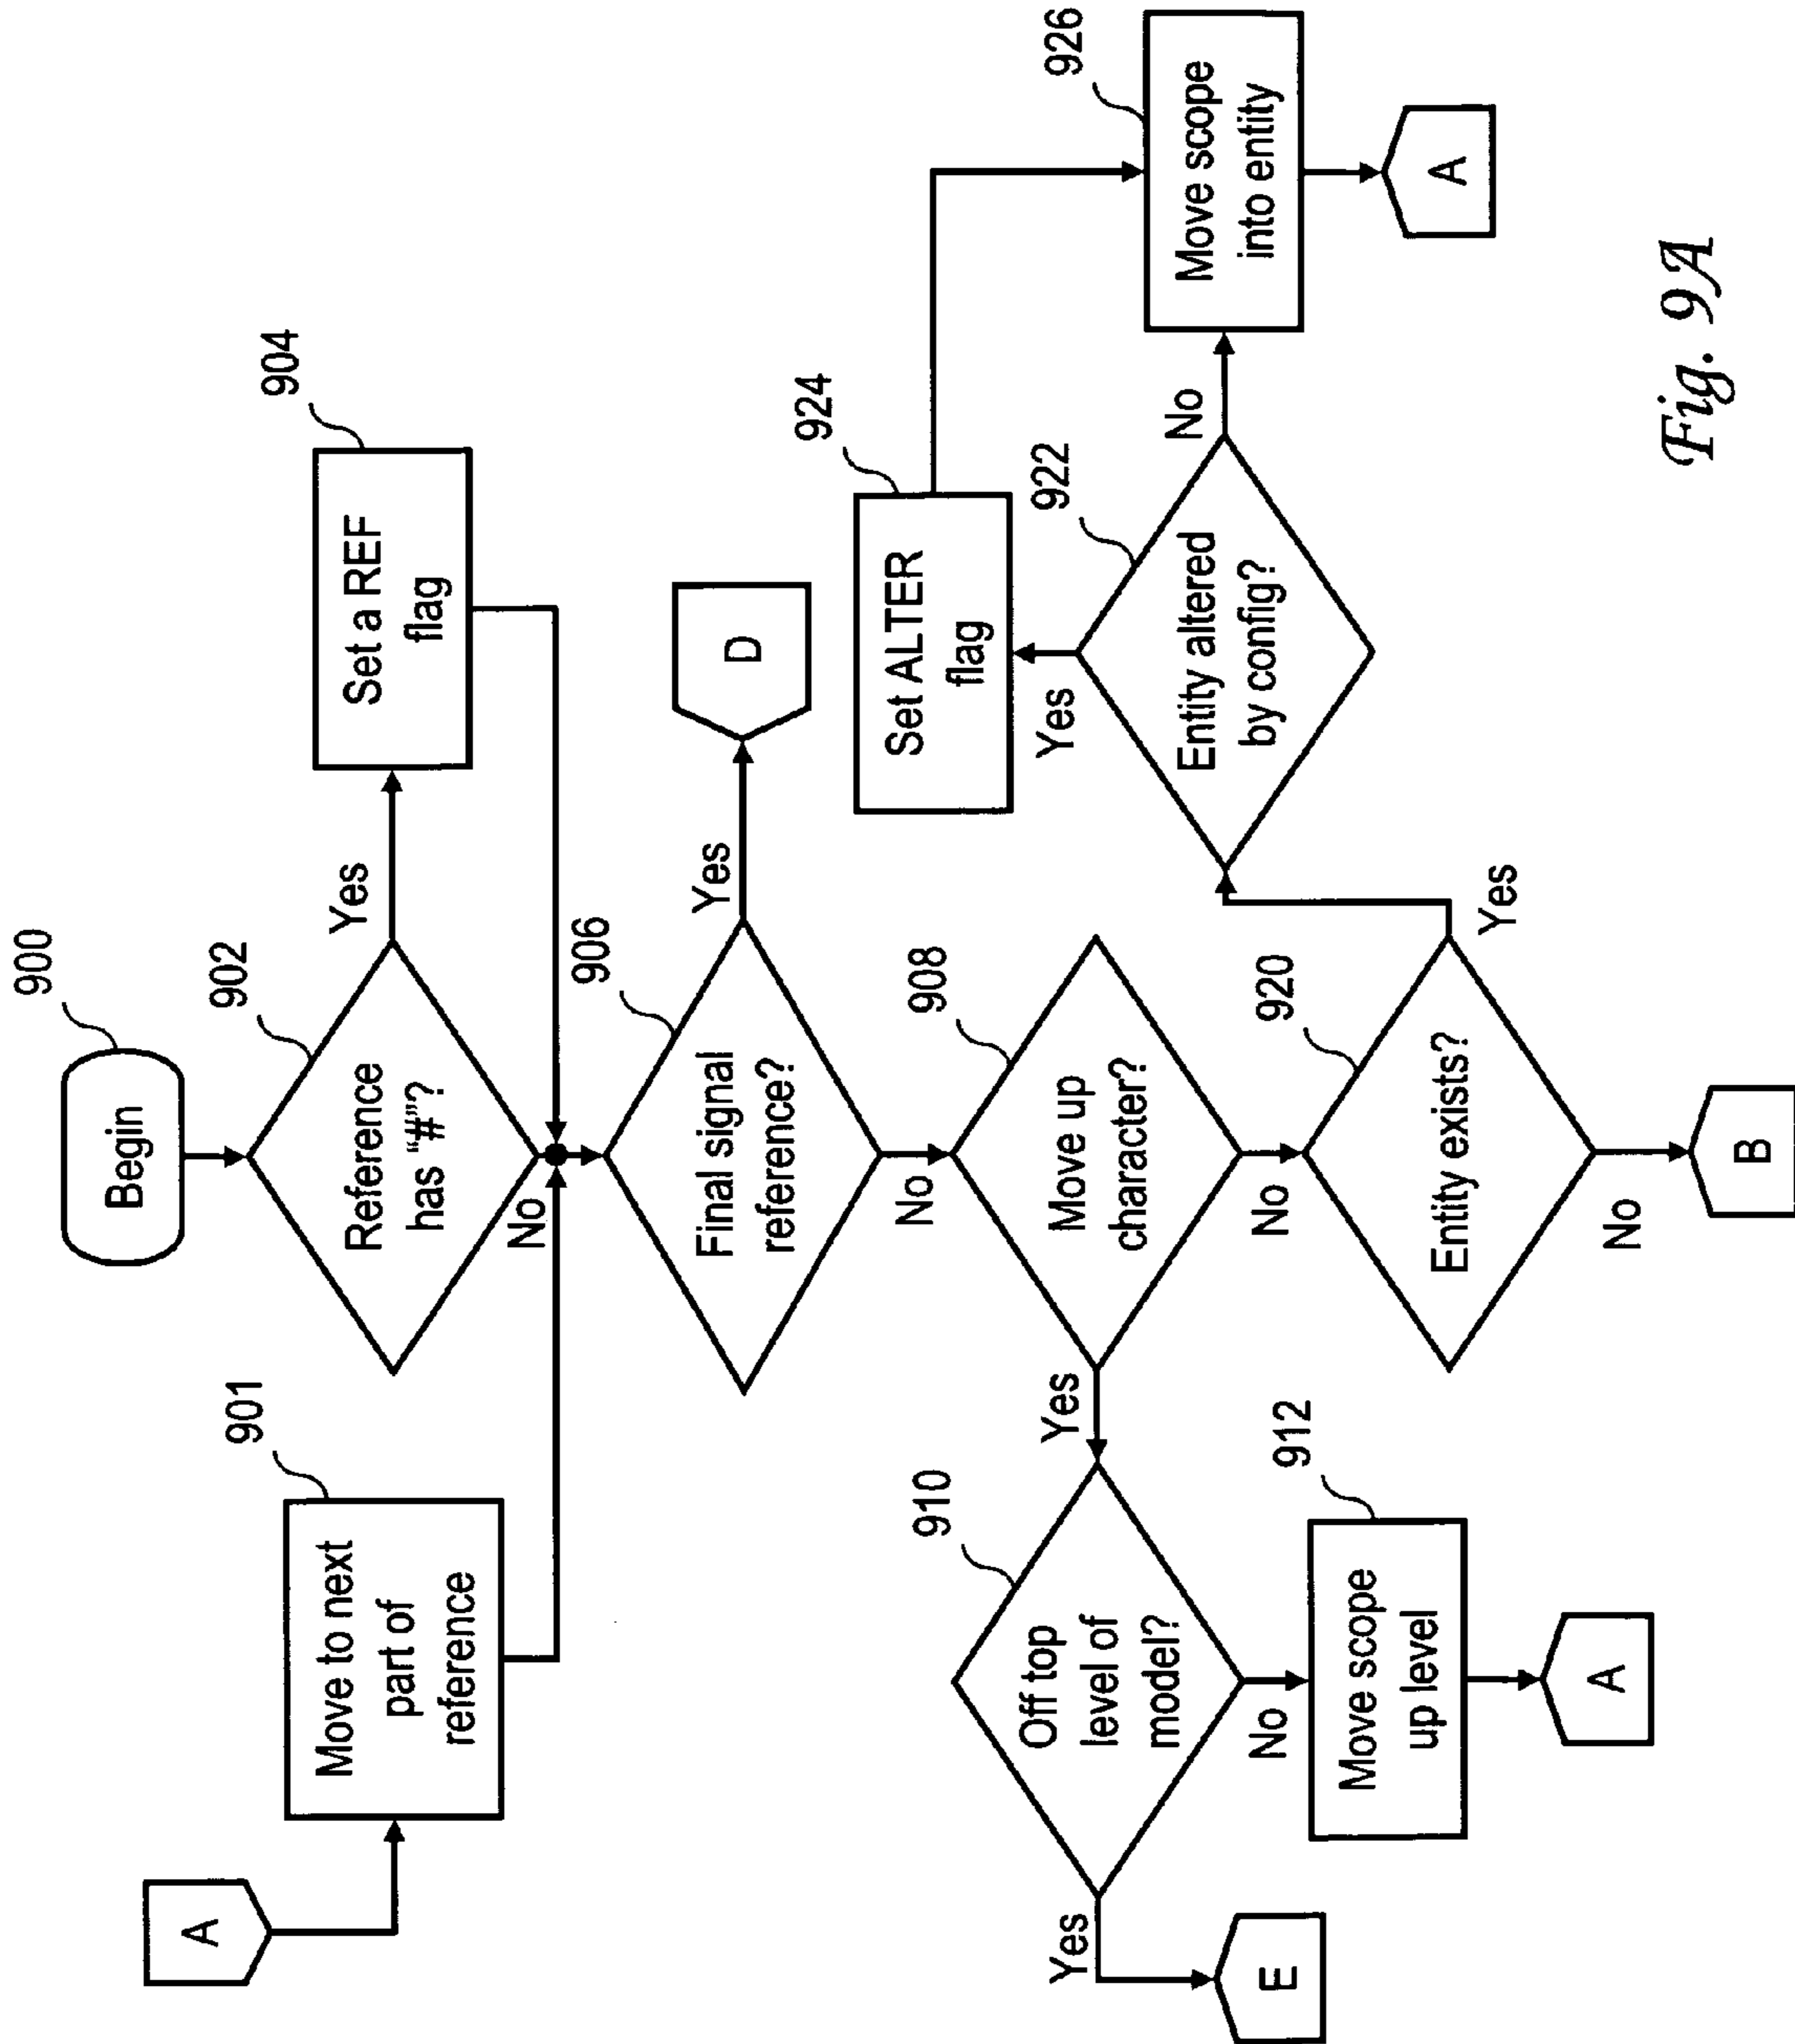 900
Begin
902
Reference
has "#"?
Yes
No
904
Set a REF
flag
A
901
Move to next
part of
reference
906
Final signal
reference?
Yes
No
D
908
Move up
character?
Yes
No
910
Off top
level of
model?
Yes
No
E
912
Move scope
up level
A
920
Entity exists?
Yes
No
B
922
Entity altered
by config?
Yes
No
924
Set ALTER
flag
926
Move scope
into entity
A
Fig. 9A